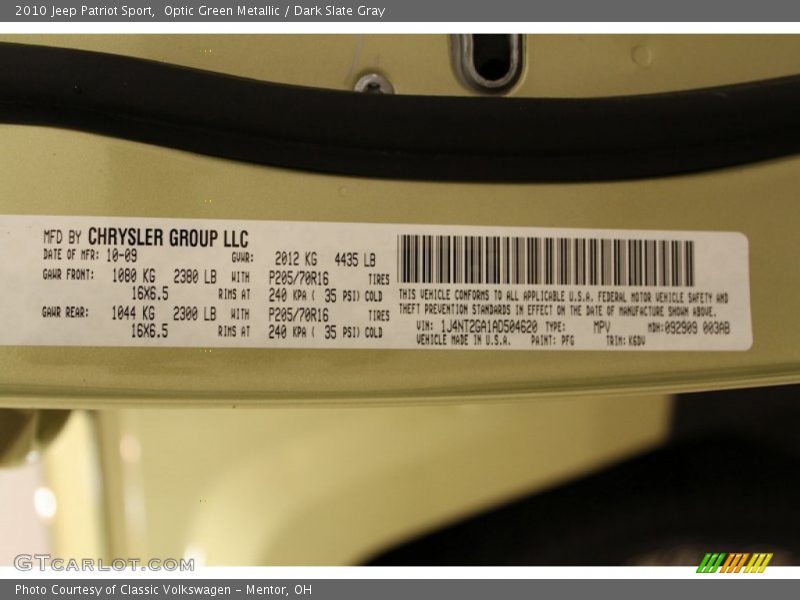 2010 Jeep Patriot Sport,  Optic Green Metallic / Dark Slate Gray
MFD BY CHRYSLER GROUP LLC
DATE OF MFR: 10-09 GVWR: 2012 KG 4435 LB
GAWR FRONT: 1080 KG 2380 LB WITH P205/70R16 TIRES
16X6.5 RIMS AT 240 KPA ( 35 PSI) COLD
GAWR REAR: 1044 KG 2300 LB WITH P205/70R16 TIRES
16X6.5 RIMS AT 240 KPA ( 35 PSI) COLD
THIS VEHICLE CONFORMS TO ALL APPLICABLE U.S.A. FEDERAL MOTOR VEHICLE SAFETY AND
THEFT PREVENTION STANDARDS IN EFFECT ON THE DATE OF MANUFACTURE SHOWN ABOVE.
VIN: 1J4NT2GA1AD504620 TYPE: MPV MDH:092909 003AB
VEHICLE MADE IN U.S.A. PAINT: PFG TRIM: K6DV
GTCARLOT.COM
Photo Courtesy of Classic Volkswagen - Mentor, OH